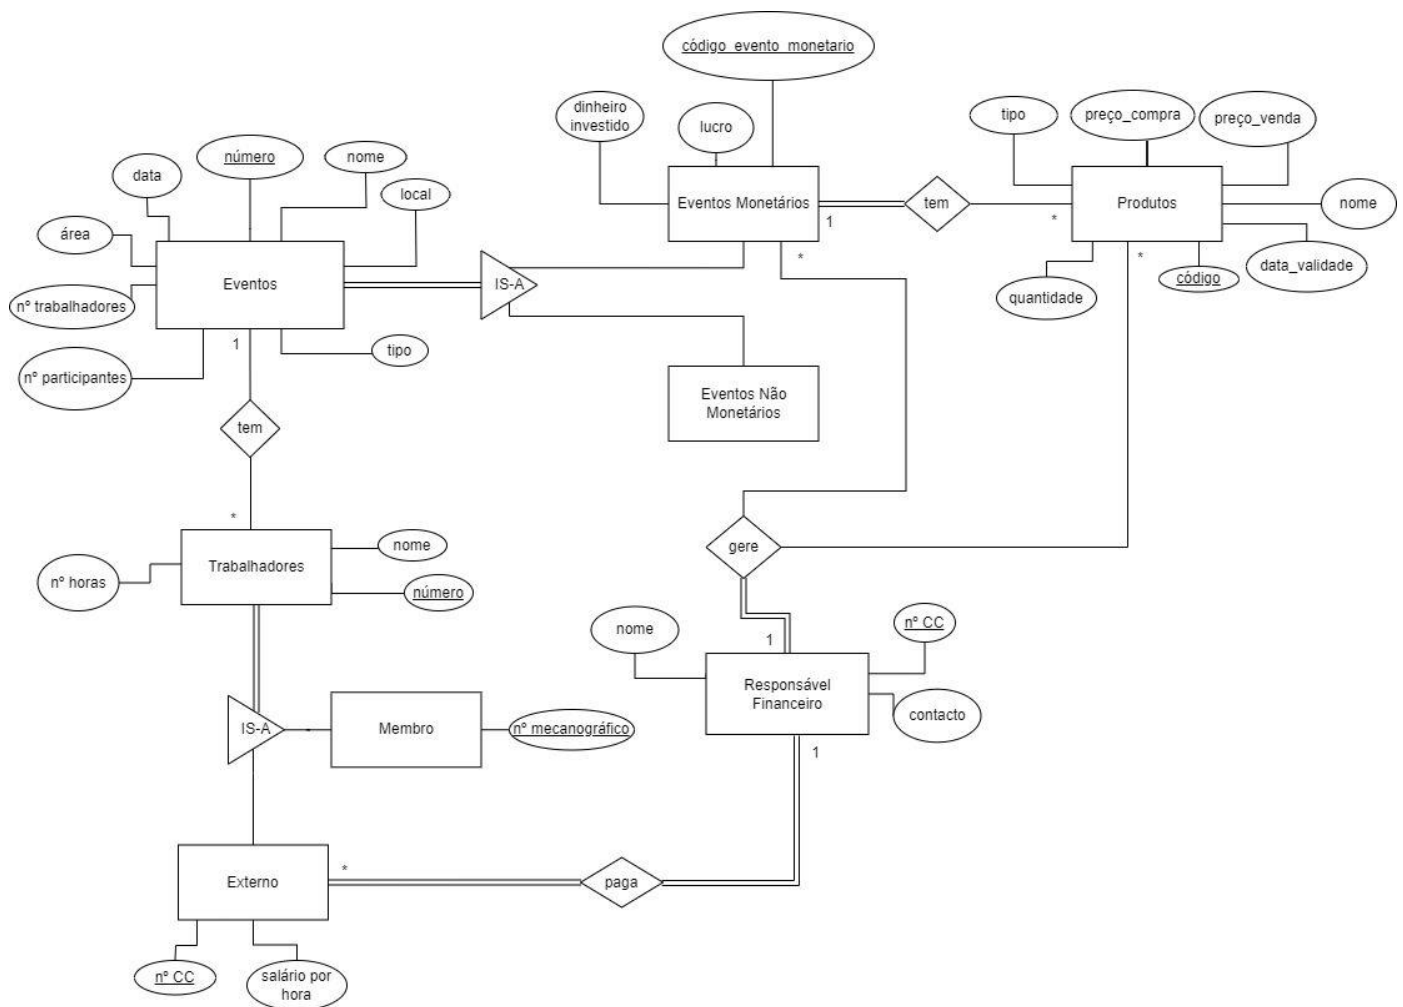 código_evento_monetario
dinheiro
investido
lucro
tipo
preço_compra
preço_venda
data
número
nome
local
área
Eventos Monetários
tem
Produtos
nome
1
*
*
*
data_validade
código
quantidade
Eventos
IS-A
nº trabalhadores
1
tipo
nº participantes
Eventos Não
Monetários
tem
*
Trabalhadores
nome
nº horas
número
gere
nome
1
nº CC
Responsável
Financeiro
contacto
IS-A
Membro
nº mecanográfico
1
*
Externo
paga
nº CC
salário por
hora